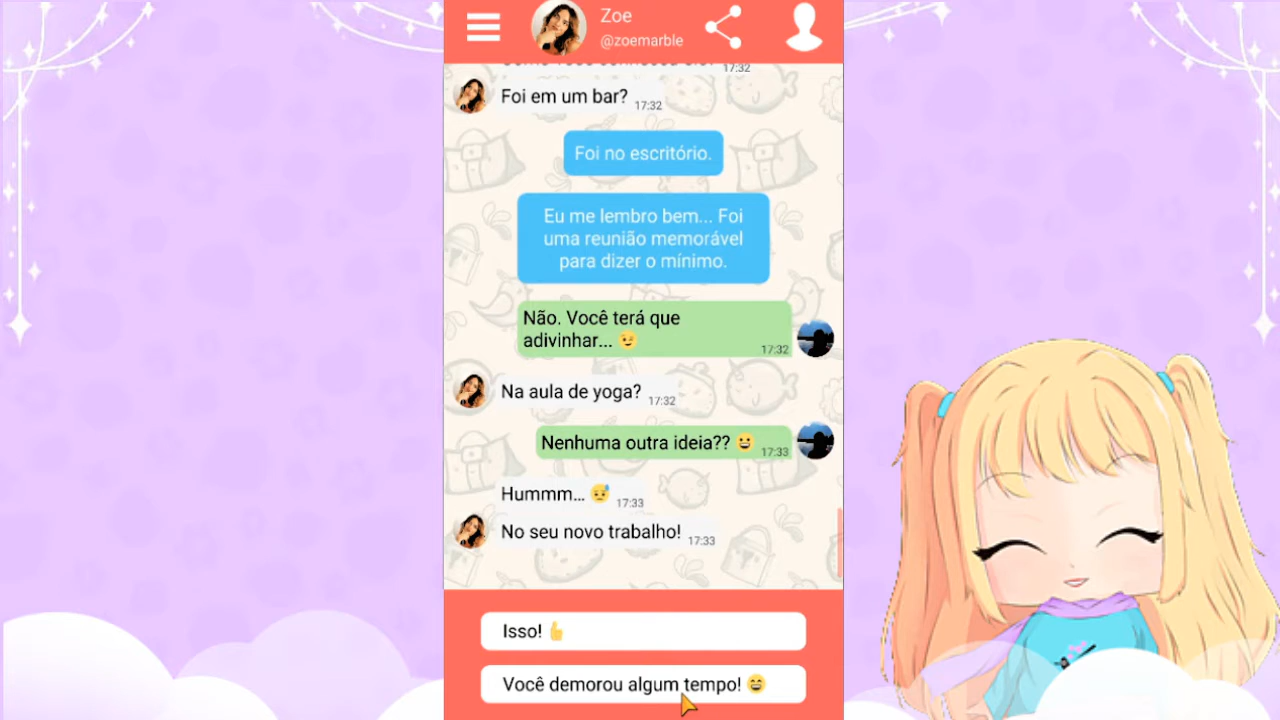 Zoe
@zoemarble
17:32
Foi em um bar? 17:32
Foi no escritório.
Eu me lembro bem... Foi
uma reunião memorável
para dizer o mínimo.
Não. Você terá que
adivinhar... 😉 17:32
Na aula de yoga? 17:32
Nenhuma outra ideia?? 😀 17:33
Hummm... 😓 17:33
No seu novo trabalho! 17:33
Isso! 👍
Você demorou algum tempo! 😄